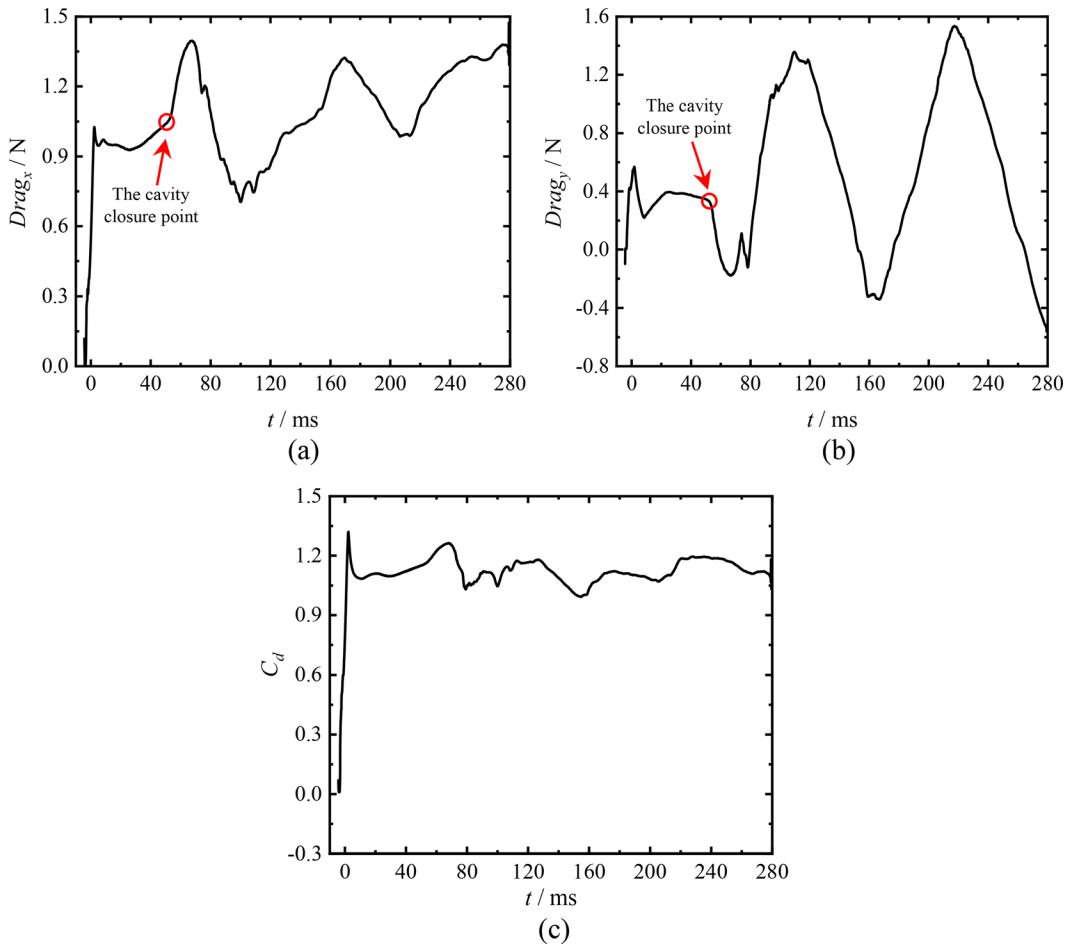 1.5
1.2
0.9
0.6
0.3
0.0
Dragx / N
The cavity
closure point
0 40 80 120 160 200 240 280
t / ms
(a)
1.6
1.2
0.8
0.4
0.0
-0.4
-0.8
Dragy / N
The cavity
closure point
0 40 80 120 160 200 240 280
t / ms
(b)
1.5
1.2
0.9
0.6
0.3
0.0
-0.3
Cd
0 40 80 120 160 200 240 280
t / ms
(c)